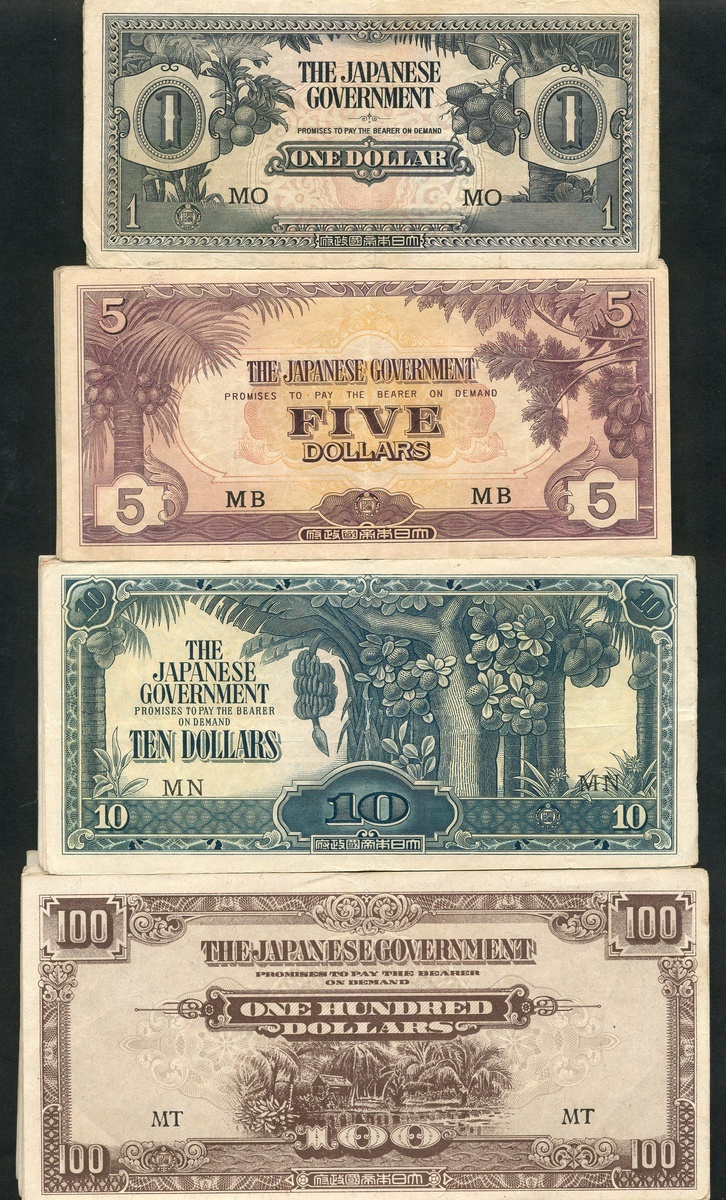 1 1
THE JAPANESE
GOVERNMENT
PROMISES TO PAY THE BEARER ON DEMAND
ONE DOLLAR
MO MO
1 1
大日本帝國政府
5 5
THE JAPANESE GOVERNMENT
PROMISES TO PAY THE BEARER ON DEMAND
FIVE
DOLLARS
MB MB
5 5
大日本帝國政府
10 10
THE
JAPANESE
GOVERNMENT
PROMISES TO PAY THE BEARER
ON DEMAND
TEN DOLLARS
MN MN
10 10 10
大日本帝國政府
100 100
THE JAPANESE GOVERNMENT
PROMISES TO PAY THE BEARER
ON DEMAND
ONE HUNDRED
DOLLARS
MT MT
100 100 100
大日本帝國政府